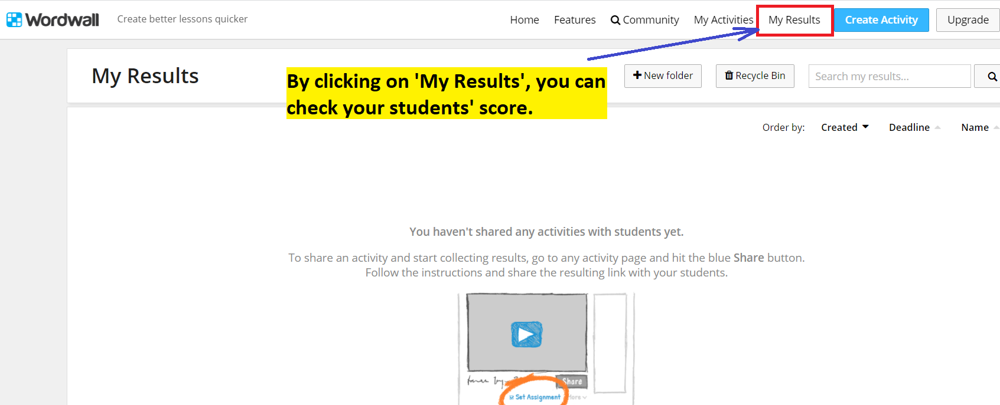 Wordwall Create better lessons quicker Home Features Community My Activities My Results Create Activity Upgrade
My Results
By clicking on 'My Results', you can
check your students' score.
New folder Recycle Bin Search my results...
Order by: Created Deadline Name
You haven't shared any activities with students yet.
To share an activity and start collecting results, go to any activity page and hit the blue Share button.
Follow the instructions and share the resulting link with your students.
Share
Set Assignment More